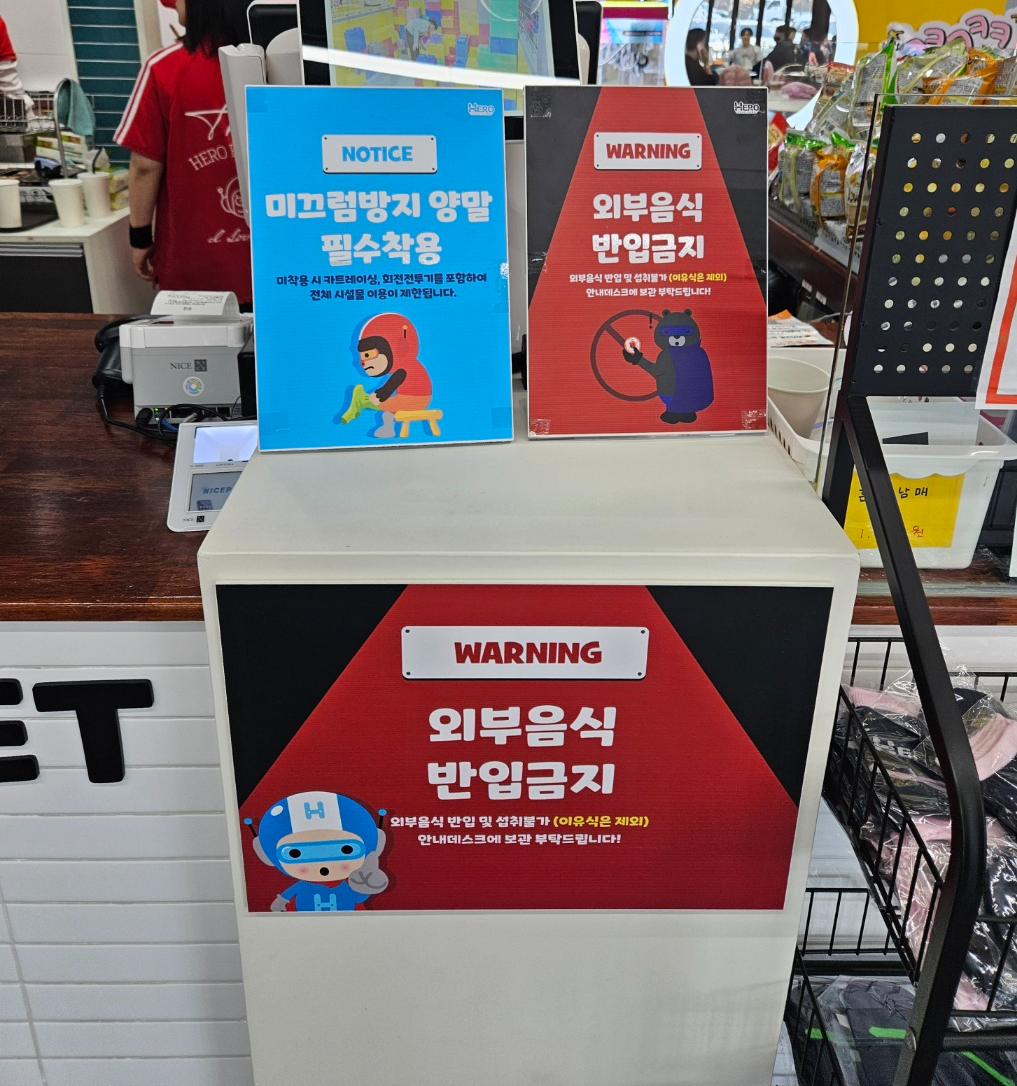 HERO
NOTICE
미끄럼방지 양말
필수착용
미착용 시 카트레이싱, 회전전투기를 포함하여
전체 시설물 이용이 제한됩니다.
HERO
WARNING
외부음식
반입금지
외부음식 반입 및 섭취불가 (이유식은 제외)
안내데스크에 보관 부탁드립니다!
HERO
NICE
NICE
ET
WARNING
외부음식
반입금지
외부음식 반입 및 섭취불가 (이유식은 제외)
안내데스크에 보관 부탁드립니다!
H
H